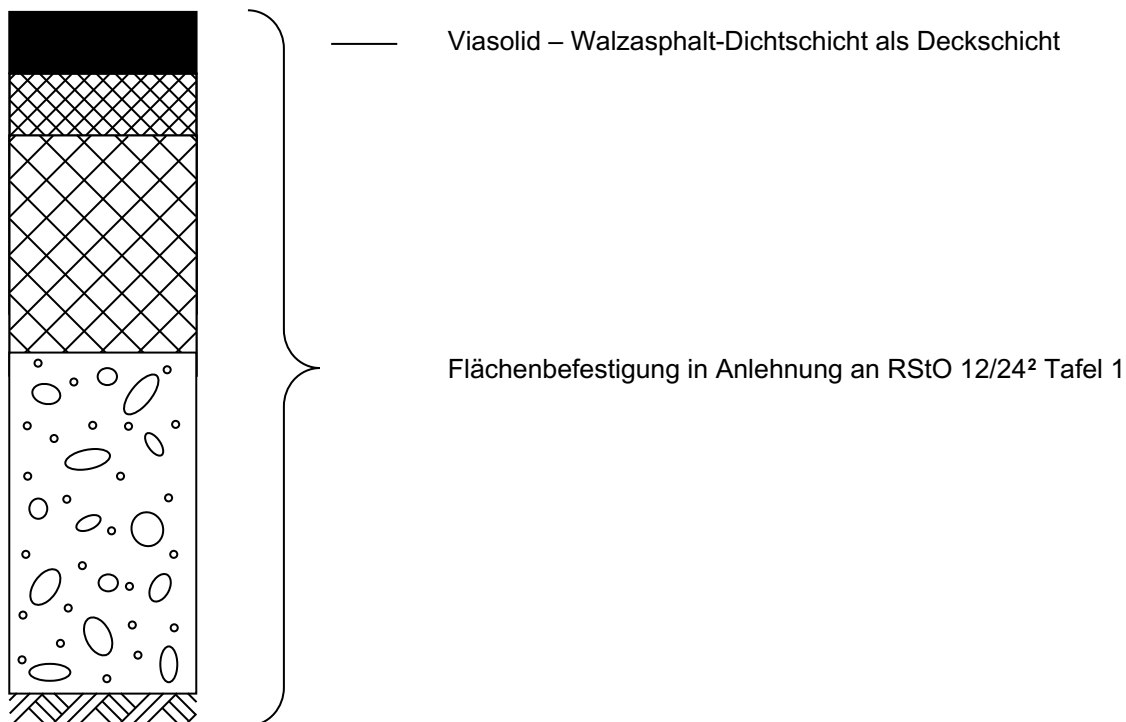 Viasolid – Walzasphalt-Dichtschicht als Deckschicht
Flächenbefestigung in Anlehnung an RStO 12/24² Tafel 1